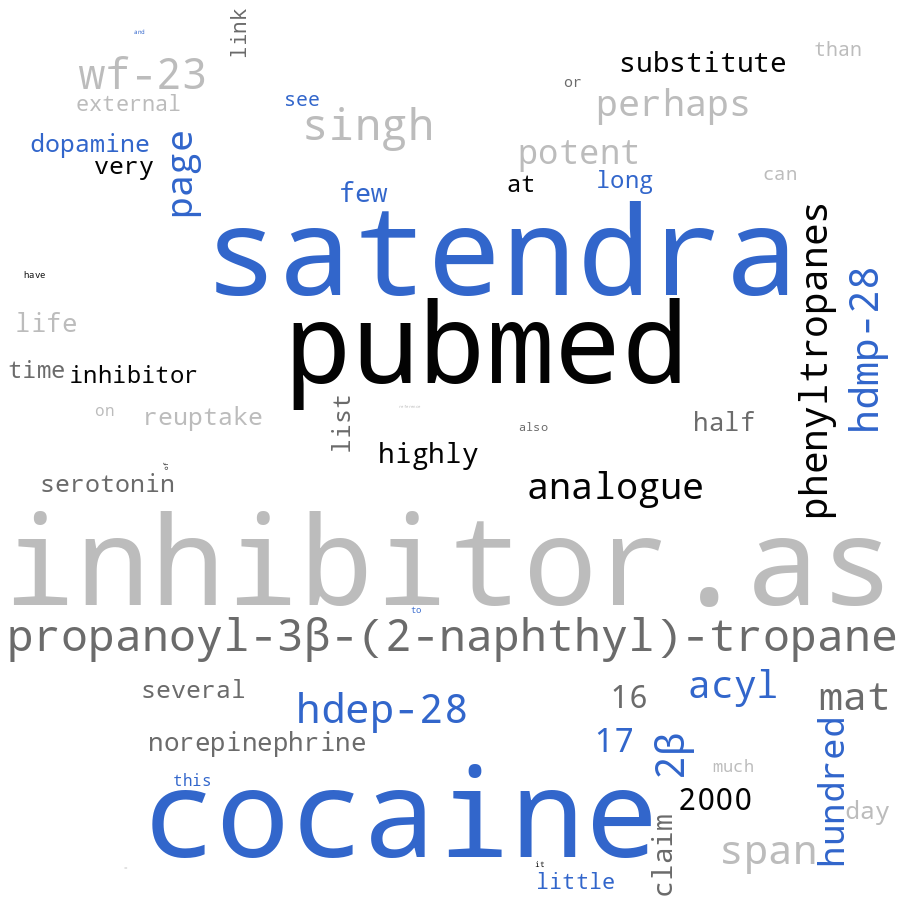 and
link
substitute
than
wf-23
or
external
see
perhaps
singh
dopamine
page
potent
very
few
at
long
can
satendra
phenyltropanes
have
hdmp-28
pubmed
life
time
inhibitor
on
reuptake
list
half
also
highly
of
serotonin
analogue
inhibitor.as
to
propanoyl-3β-(2-naphthyl)-tropane
several
hdep-28
16
acyl
mat
norepinephrine
17
2β
hundred
this
much
cocaine
2000
day
claim
span
it
little